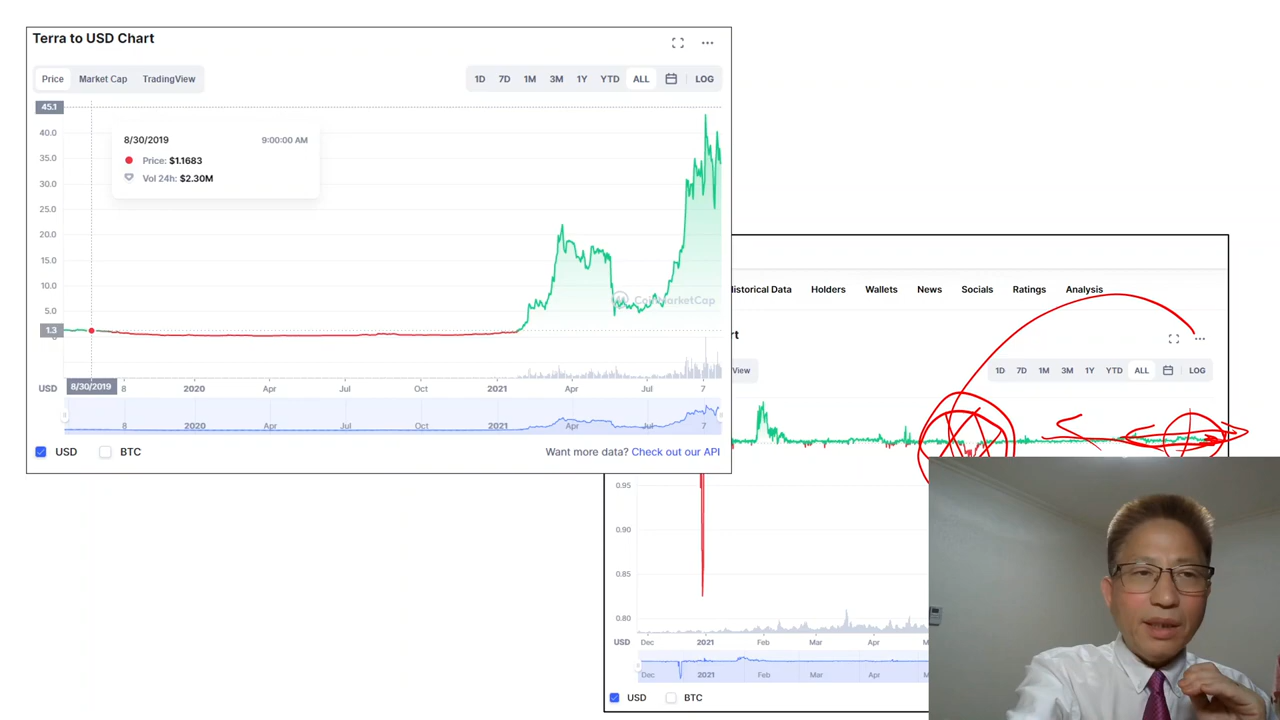 Terra to USD Chart
Price Market Cap TradingView
1D 7D 1M 3M 1Y YTD ALL LOG
45.1
40.0
35.0
30.0
25.0
20.0
15.0
10.0
5.0
1.3
8/30/2019 9:00:00 AM
Price: $1.1683
Vol 24h: $2.30M
CoinMarketCap
USD 8/30/2019 8 2020 Apr Jul Oct 2021 Apr Jul 7
2020 Apr Jul Oct 2021 Apr Jul 7
USD BTC
Want more data? Check out our API
Historical Data Holders Wallets News Socials Ratings Analysis
View
1D 7D 1M 3M 1Y YTD ALL LOG
0.95
0.90
0.85
0.80
USD Dec 2021 Feb Mar Apr
Dec 2021 Feb Mar Apr
USD BTC